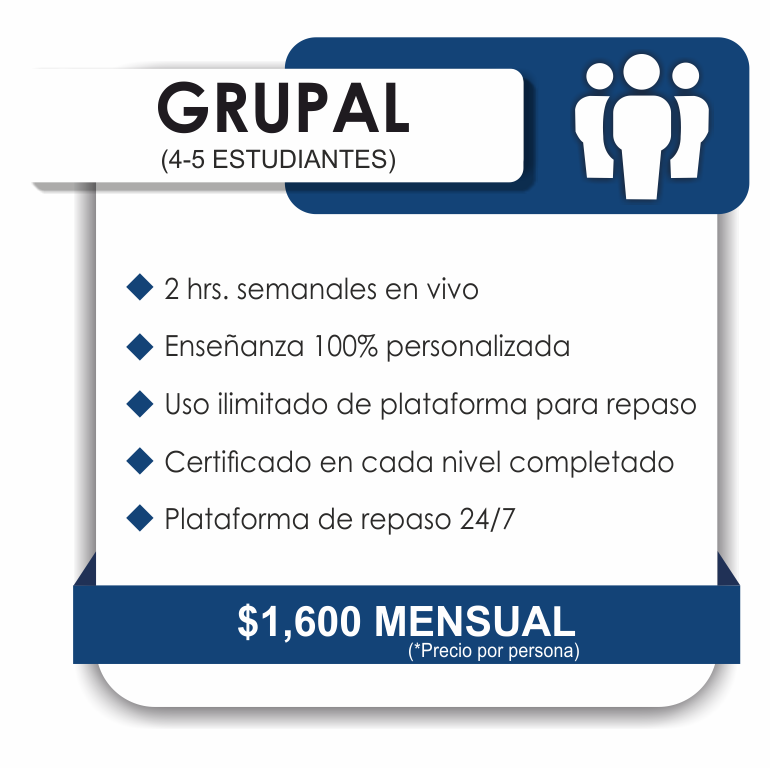 GRUPAL
(4-5 ESTUDIANTES)
2 hrs. semanales en vivo
Enseñanza 100% personalizada
Uso ilimitado de plataforma para repaso
Certificado en cada nivel completado
Plataforma de repaso 24/7
$1,600 MENSUAL
(*Precio por persona)